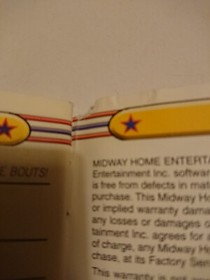 E BOUTS!
MIDWAY HOME ENTERTA
Entertainment Inc. softwar
is free from defects in mat
purchase. This Midway Ho
or implied warranty dama
any losses or damages o
tainment Inc. agrees for a
of charge, any Midway Ho
chase, at its Factory Serv
This warranty is not